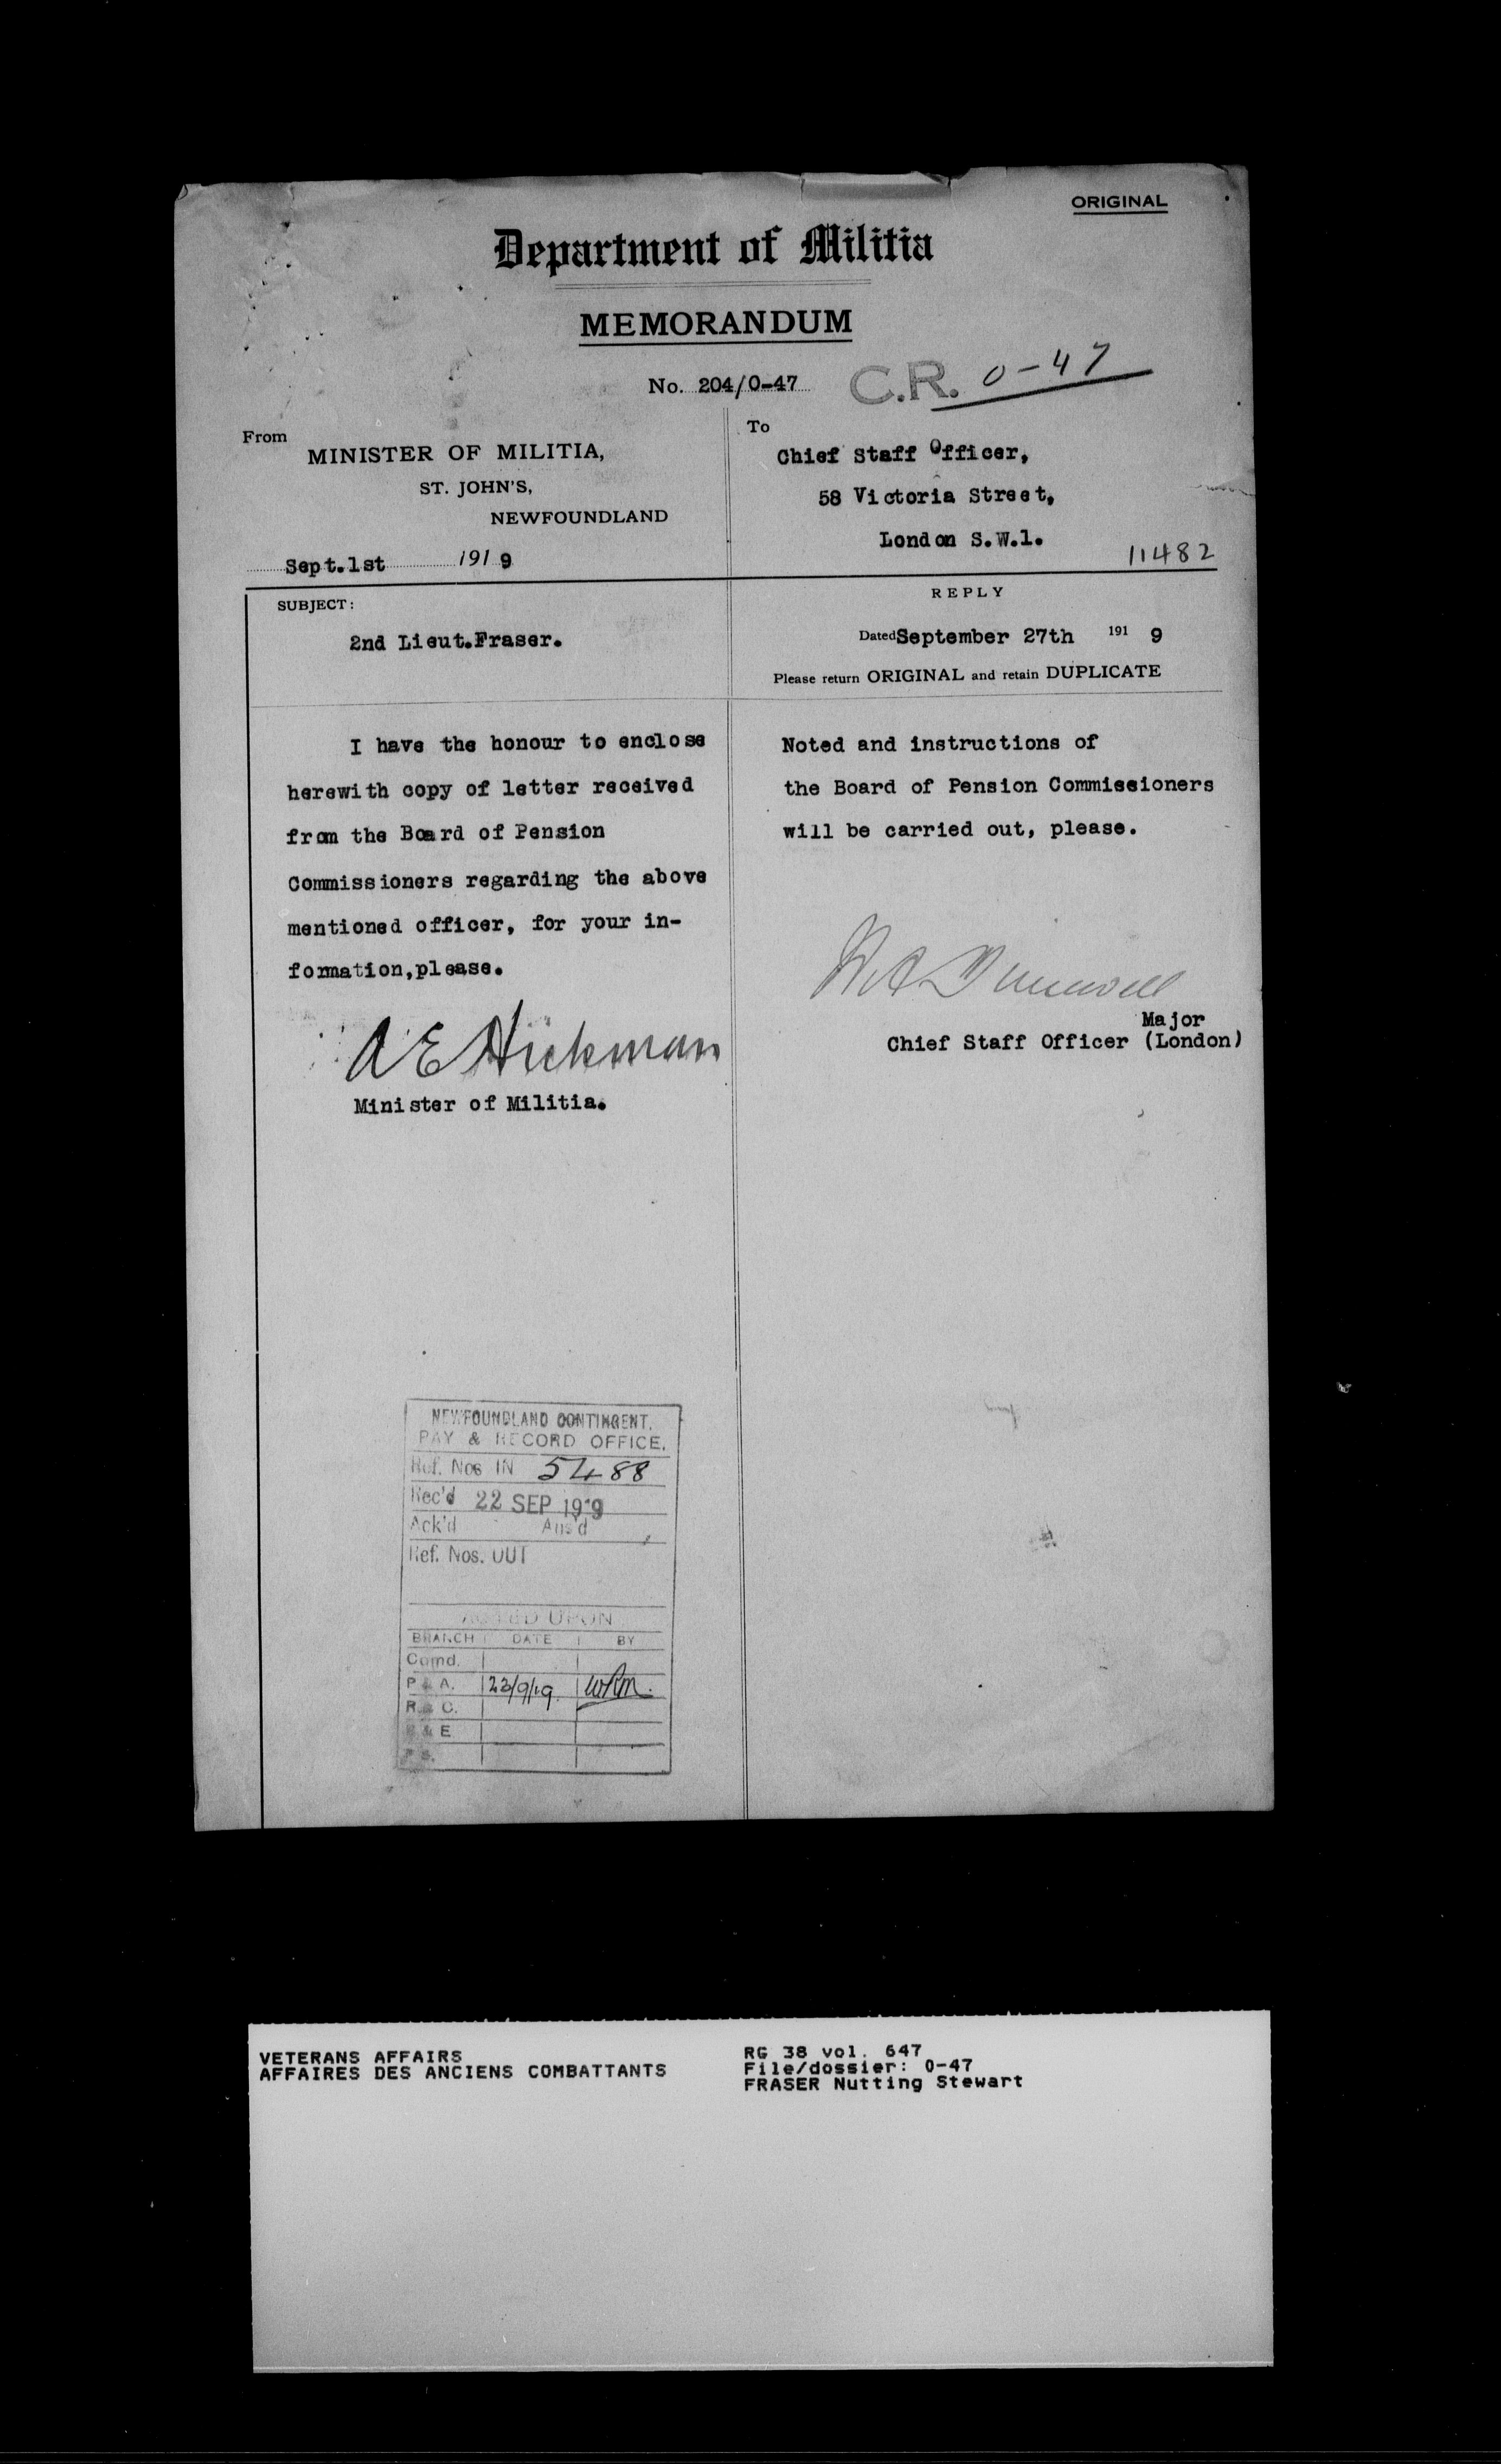 ORIGINAL
Department of Militia
MEMORANDUM
No. 204/0-47
C.R. 0-47
From
MINISTER OF MILITIA,
ST. JOHN'S,
NEWFOUNDLAND
Sept.1st 1919
To
Chief Staff Officer,
58 Victoria Street,
London S.W.1.
11482
SUBJECT:
2nd Lieut.Fraser.
REPLY
Dated September 27th 191 9
Please return ORIGINAL and retain DUPLICATE
I have the honour to enclose
herewith copy of letter received
from the Board of Pension
Commissioners regarding the above
mentioned officer, for your in-
formation,please.
A E Hickman
Minister of Militia.
Noted and instructions of
the Board of Pension Commissioners
will be carried out, please.
Major
Chief Staff Officer (London)
NEWFOUNDLAND CONTINGENT.
PAY & RECORD OFFICE.
Ref. Nos IN 5488
Rec'd 22 SEP 1919
Ack'd Ans'd
Ref. Nos. OUT
ACTED UPON
BRANCH DATE BY
Comd.
P & A. 23/9/19
R & C.
& E
VETERANS AFFAIRS
AFFAIRES DES ANCIENS COMBATTANTS
RG 38 vol. 647
File/dossier: 0-47
FRASER Nutting Stewart